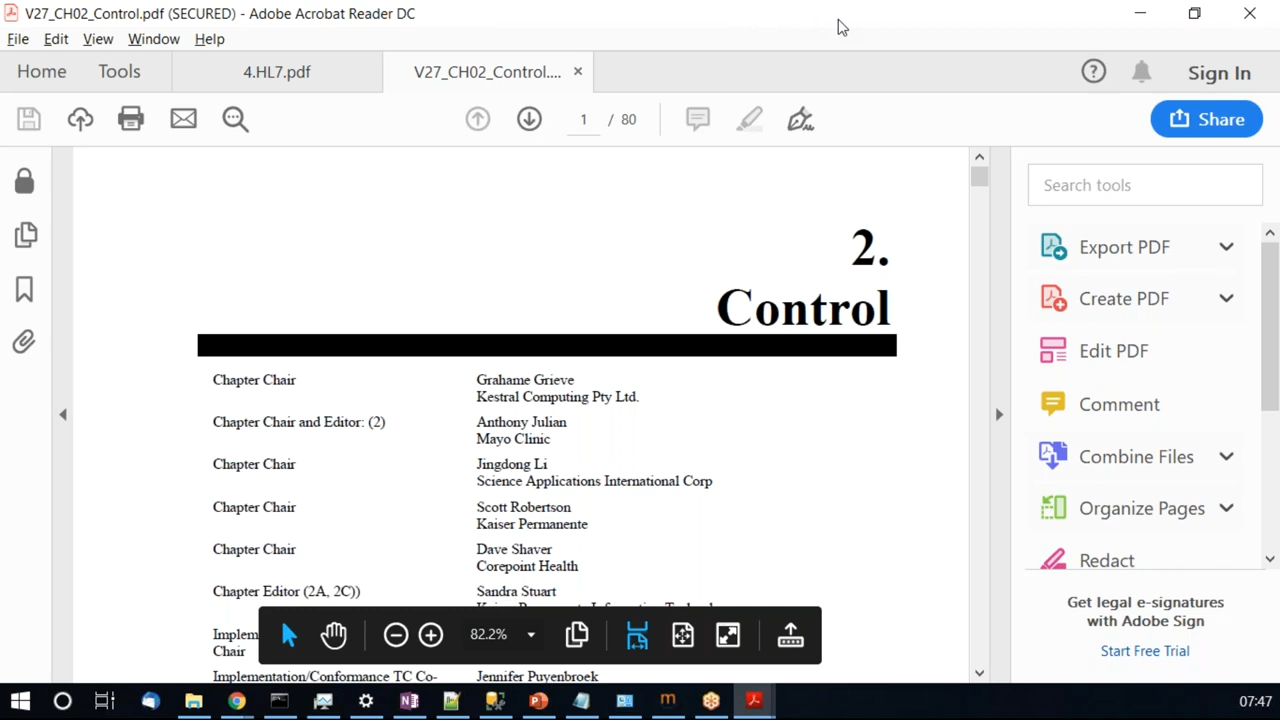 V27_CH02_Control.pdf (SECURED) - Adobe Acrobat Reader DC
File Edit View Window Help
Home Tools 4.HL7.pdf V27_CH02_Control.... × Sign In
1 / 80 Share
Search tools
2.
Control
Chapter Chair Grahame Grieve
Kestral Computing Pty Ltd.
Chapter Chair and Editor: (2) Anthony Julian
Mayo Clinic
Chapter Chair Jingdong Li
Science Applications International Corp
Chapter Chair Scott Robertson
Kaiser Permanente
Chapter Chair Dave Shaver
Corepoint Health
Chapter Editor (2A, 2C)) Sandra Stuart
Implem
Chair
Implementation/Conformance TC Co- Jennifer Puyenbroek
82.2%
Export PDF
Create PDF
Edit PDF
Comment
Combine Files
Organize Pages
Redact
Get legal e-signatures
with Adobe Sign
Start Free Trial
07:47